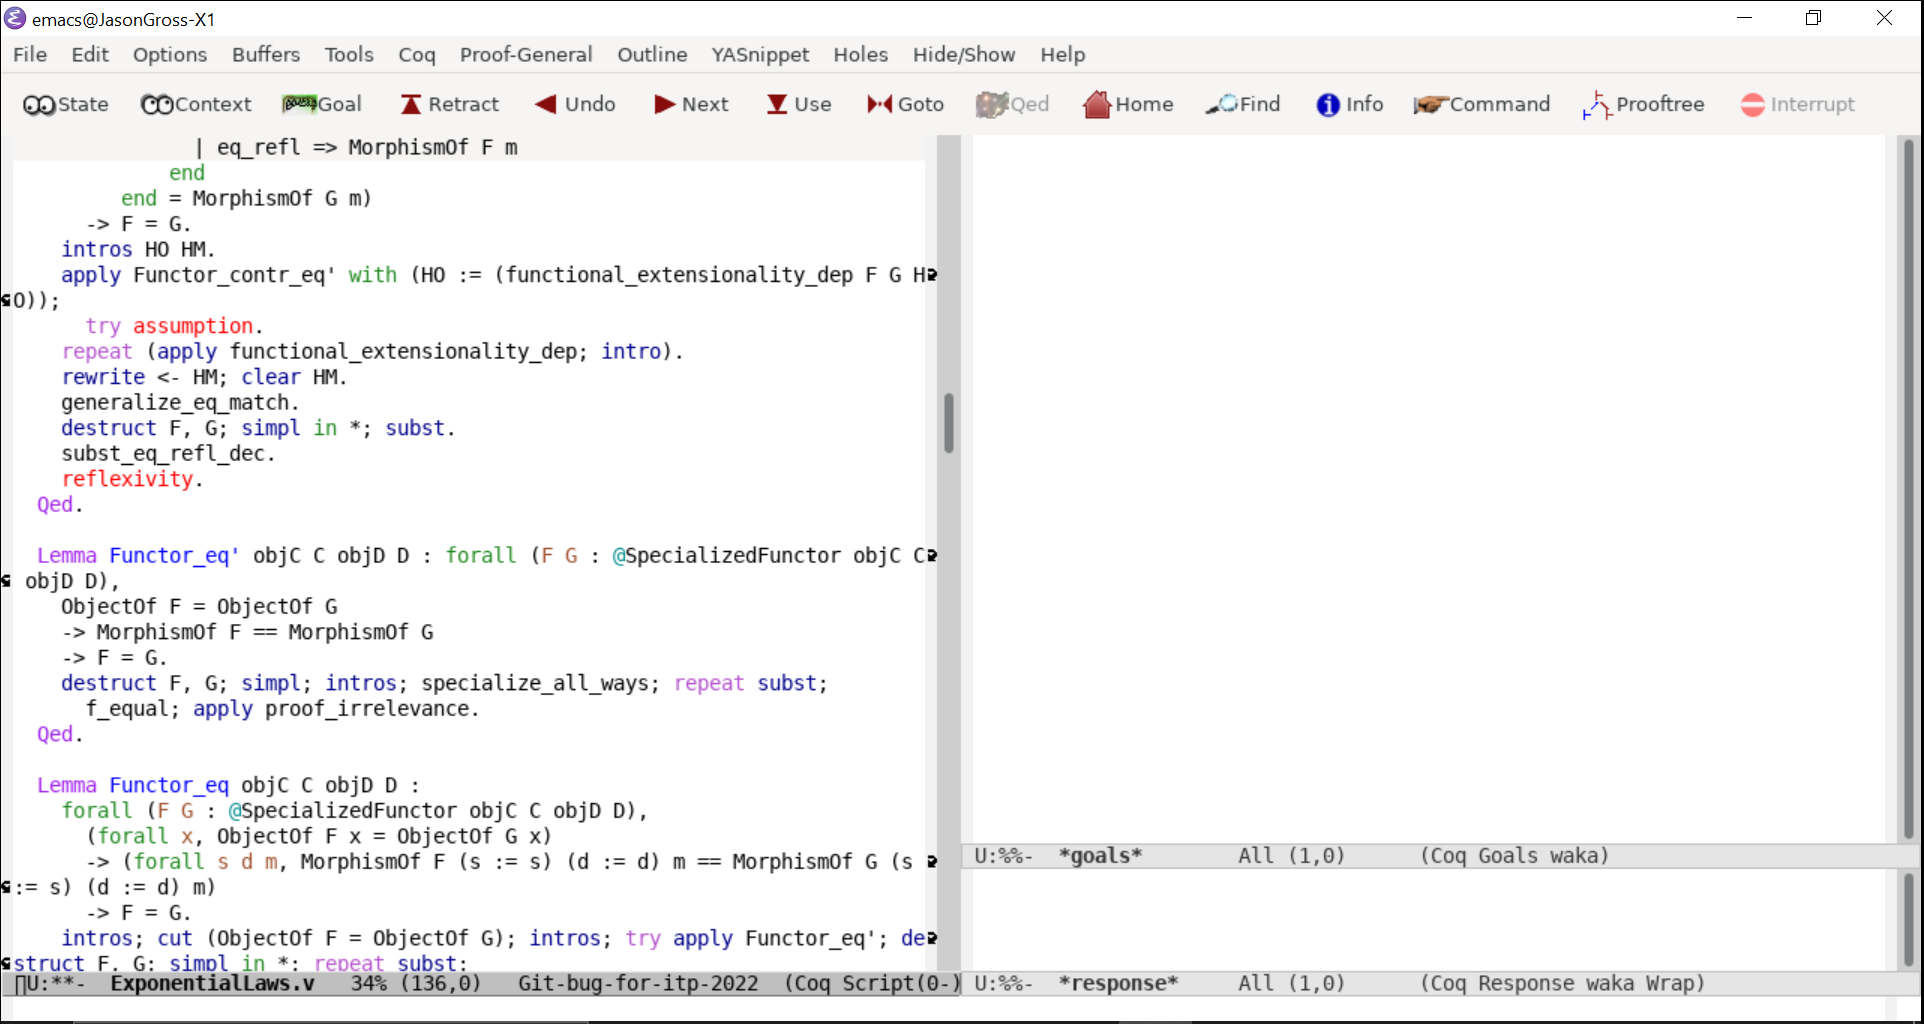 emacs@JasonGross-X1
File Edit Options Buffers Tools Coq Proof-General Outline YASnippet Holes Hide/Show Help
State Context Goal Retract Undo Next Use Goto Qed Home Find Info Command Prooftree Interrupt
| eq_refl => MorphismOf F m
end
end = MorphismOf G m)
-> F = G.
intros HO HM.
apply Functor_contr_eq' with (HO := (functional_extensionality_dep F G H
O));
try assumption.
repeat (apply functional_extensionality_dep; intro).
rewrite <- HM; clear HM.
generalize_eq_match.
destruct F, G; simpl in *; subst.
subst_eq_refl_dec.
reflexivity.
Qed.
Lemma Functor_eq' objC C objD D : forall (F G : @SpecializedFunctor objC C
objD D),
ObjectOf F = ObjectOf G
-> MorphismOf F == MorphismOf G
-> F = G.
destruct F, G; simpl; intros; specialize_all_ways; repeat subst;
f_equal; apply proof_irrelevance.
Qed.
Lemma Functor_eq objC C objD D :
forall (F G : @SpecializedFunctor objC C objD D),
(forall x, ObjectOf F x = ObjectOf G x)
-> (forall s d m, MorphismOf F (s := s) (d := d) m == MorphismOf G (s
:= s) (d := d) m)
-> F = G.
intros; cut (ObjectOf F = ObjectOf G); intros; try apply Functor_eq'; de
struct F, G; simpl in *; repeat subst;
U:**- ExponentialLaws.v 34% (136,0) Git-bug-for-itp-2022 (Coq Script(0-)
U:%%- *goals* All (1,0) (Coq Goals waka)
U:%%- *response* All (1,0) (Coq Response waka Wrap)